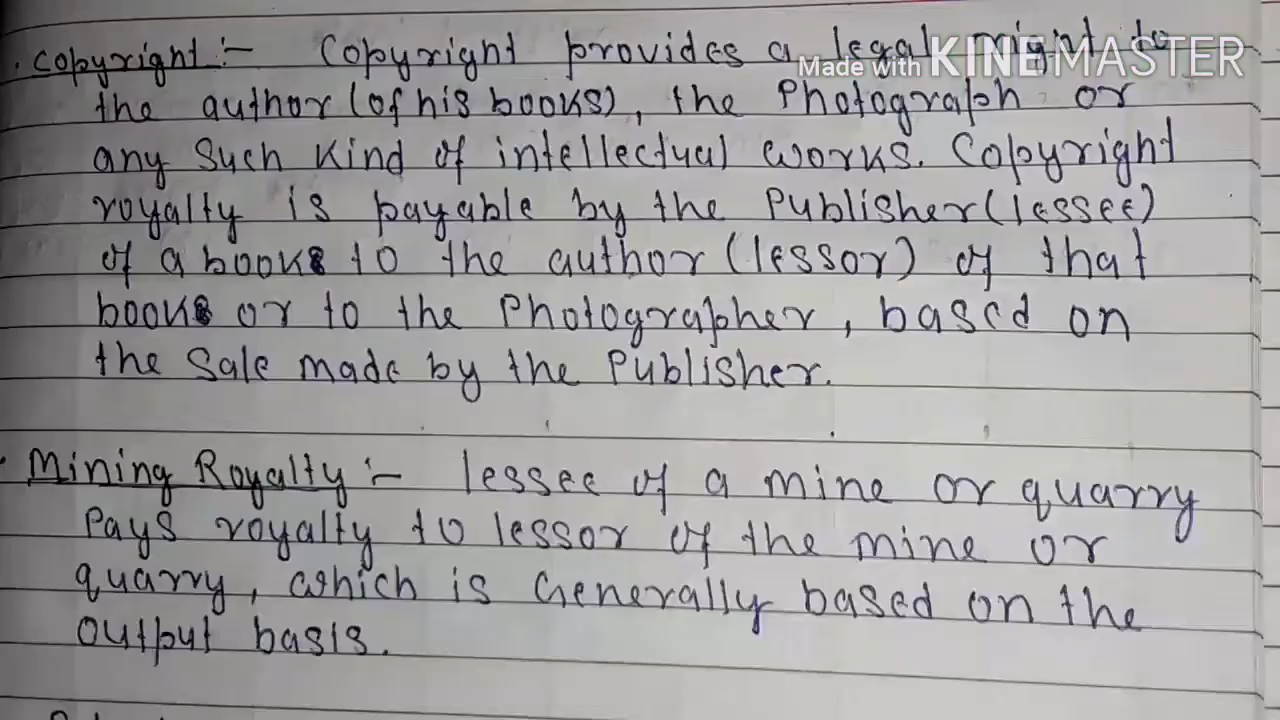 . Copyright :- Copyright provides a legal right to
Made with KINEMASTER
the author (of his books), the Photograph or
any Such Kind of intellectual works. Copyright
royalty is payable by the Publisher (lessee)
of a books to the author (lessor) of that
books or to the Photographer, based on
the Sale made by the Publisher.
. Mining Royalty :- lessee of a mine or quarry
Pays royalty to lessor of the mine or
quarry, which is Generally based on the
output basis.